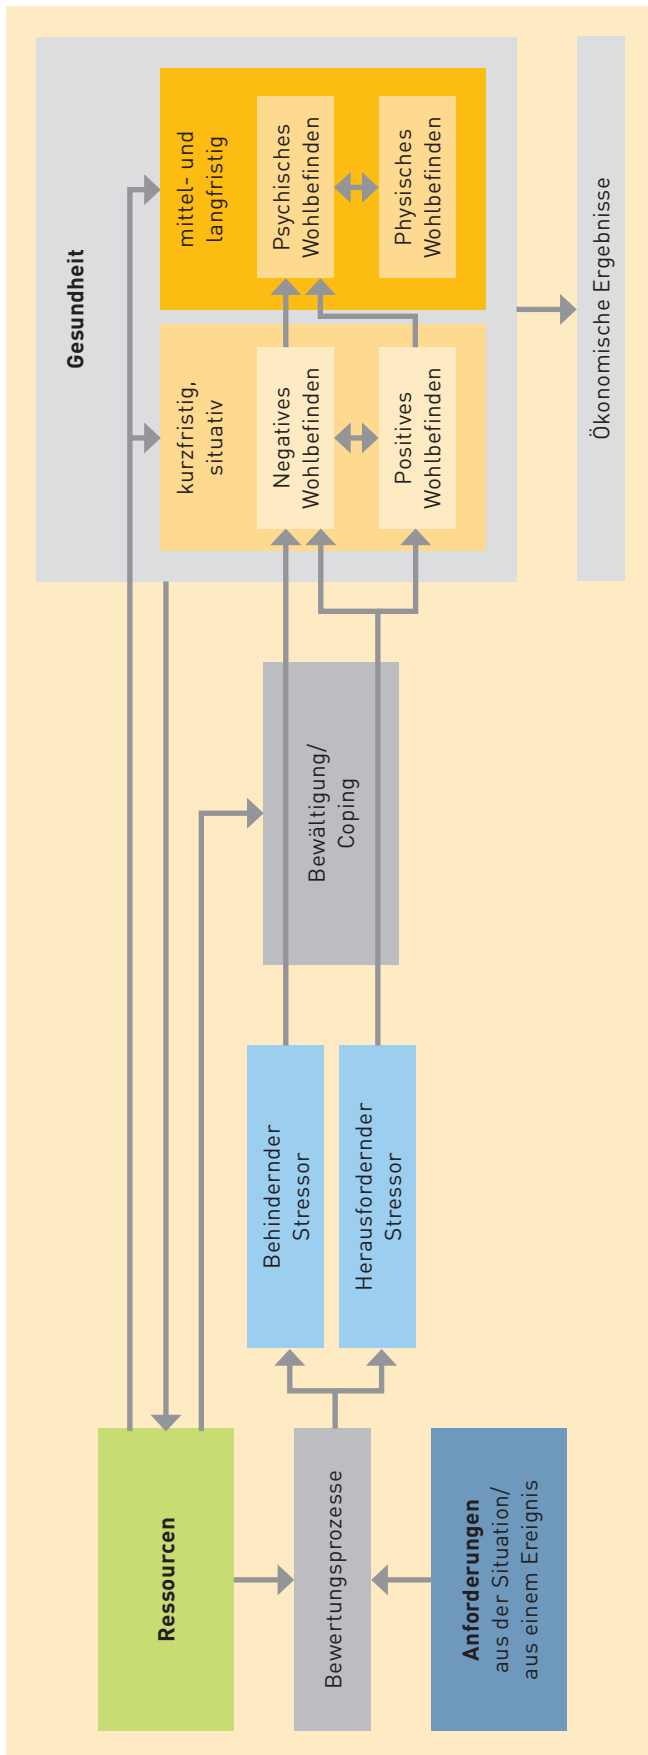 Ressourcen
Bewertungsprozesse
Anforderungen
aus der Situation/
aus einem Ereignis
Behindernder
Stressor
Herausfordernder
Stressor
Bewältigung/
Coping
Gesundheit
kurzfristig,
situativ
Negatives
Wohlbefinden
Positives
Wohlbefinden
mittel- und
langfristig
Psychisches
Wohlbefinden
Physisches
Wohlbefinden
Ökonomische Ergebnisse